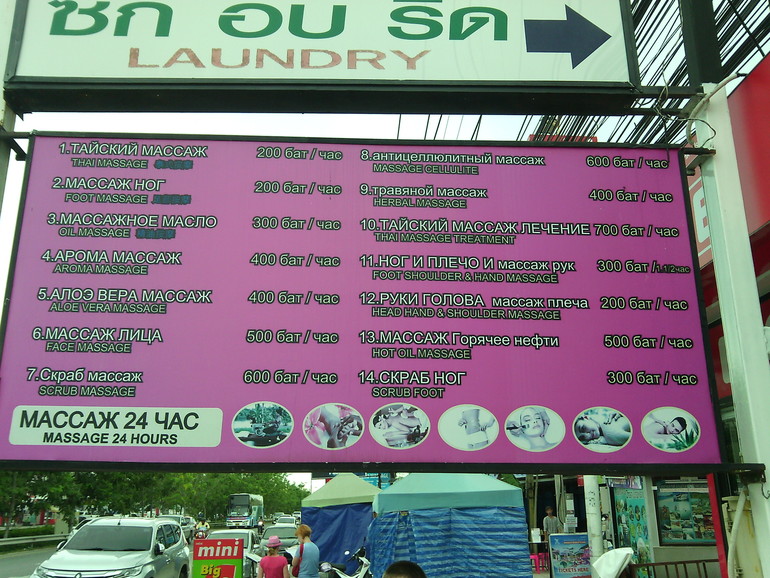 ซัก อบ รีด
LAUNDRY
1.ТАЙСКИЙ МАССАЖ 200 бат / час
THAI MASSAGE
2.МАССАЖ НОГ 200 бат / час
FOOT MASSAGE
3.МАССАЖНОЕ МАСЛО 300 бат / час
OIL MASSAGE
4.АРОМА МАССАЖ 400 бат / час
AROMA MASSAGE
5.АЛОЭ ВЕРА МАССАЖ 400 бат / час
ALOE VERA MASSAGE
6.МАССАЖ ЛИЦА 500 бат / час
FACE MASSAGE
7.Скраб массаж 600 бат / час
SCRUB MASSAGE
8.антицеллюлитный массаж 600 бат / час
MASSAGE CELLULITE
9.травяной массаж 400 бат / час
HERBAL MASSAGE
10.ТАЙСКИЙ МАССАЖ ЛЕЧЕНИЕ 700 бат / час
THAI MASSAGE TREATMENT
11.НОГ И ПЛЕЧО И массаж рук 300 бат /1.1/2час
FOOT SHOULDER & HAND MASSAGE
12.РУКИ ГОЛОВА массаж плеча 200 бат / час
HEAD HAND & SHOULDER MASSAGE
13.МАССАЖ Горячее нефти 500 бат / час
HOT OIL MASSAGE
14.СКРАБ НОГ 300 бат / час
SCRUB FOOT
МАССАЖ 24 ЧАС
MASSAGE 24 HOURS
mini
Big
TICKETS HERE